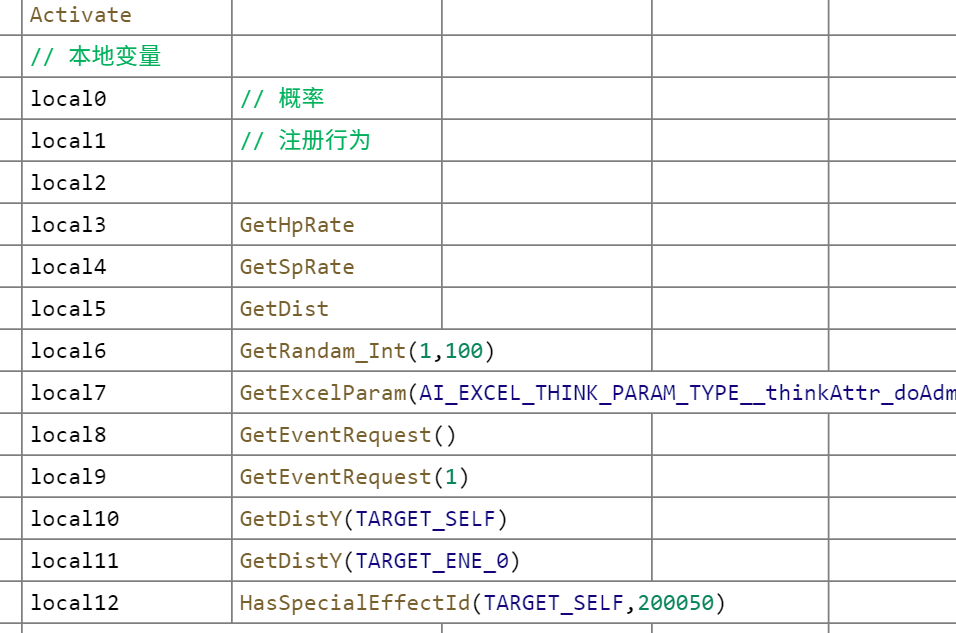 Activate
// 本地变量
local0 // 概率
local1 // 注册行为
local2
local3 GetHpRate
local4 GetSpRate
local5 GetDist
local6 GetRandam_Int(1,100)
local7 GetExcelParam(AI_EXCEL_THINK_PARAM_TYPE__thinkAttr_doAdm
local8 GetEventRequest()
local9 GetEventRequest(1)
local10 GetDistY(TARGET_SELF)
local11 GetDistY(TARGET_ENE_0)
local12 HasSpecialEffectId(TARGET_SELF,200050)